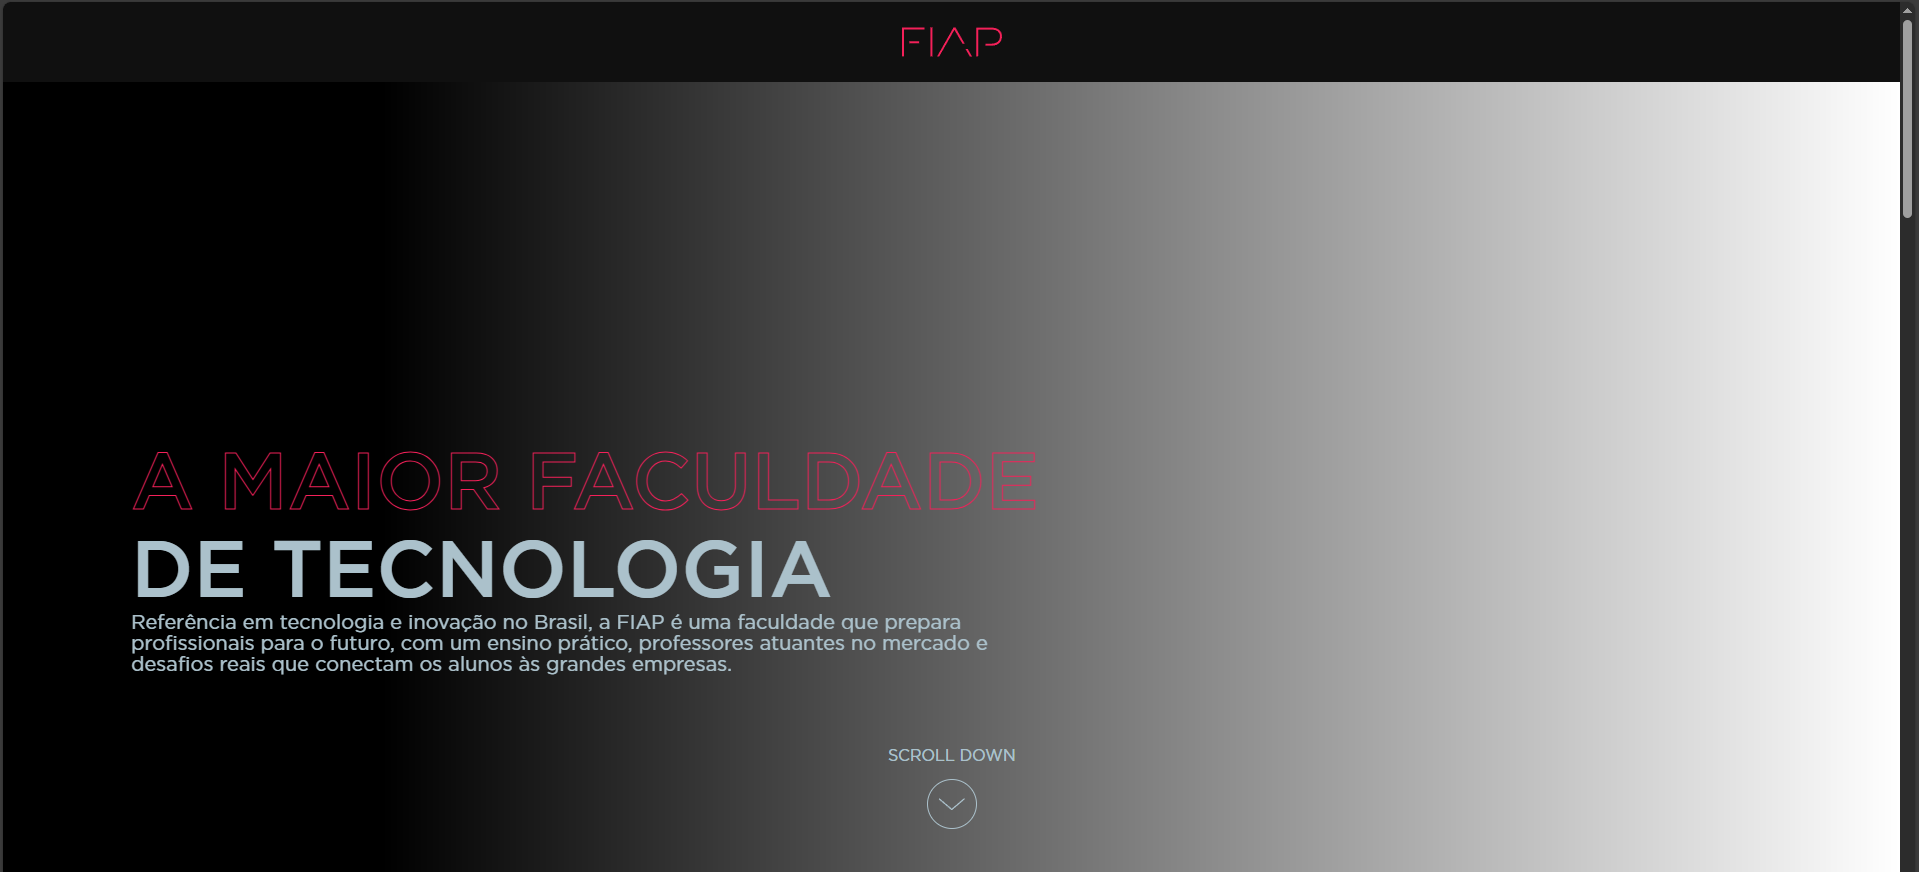 FIAP
A MAIOR FACULDADE
DE TECNOLOGIA
Referência em tecnologia e inovação no Brasil, a FIAP é uma faculdade que prepara
profissionais para o futuro, com um ensino prático, professores atuantes no mercado e
desafios reais que conectam os alunos às grandes empresas.
SCROLL DOWN